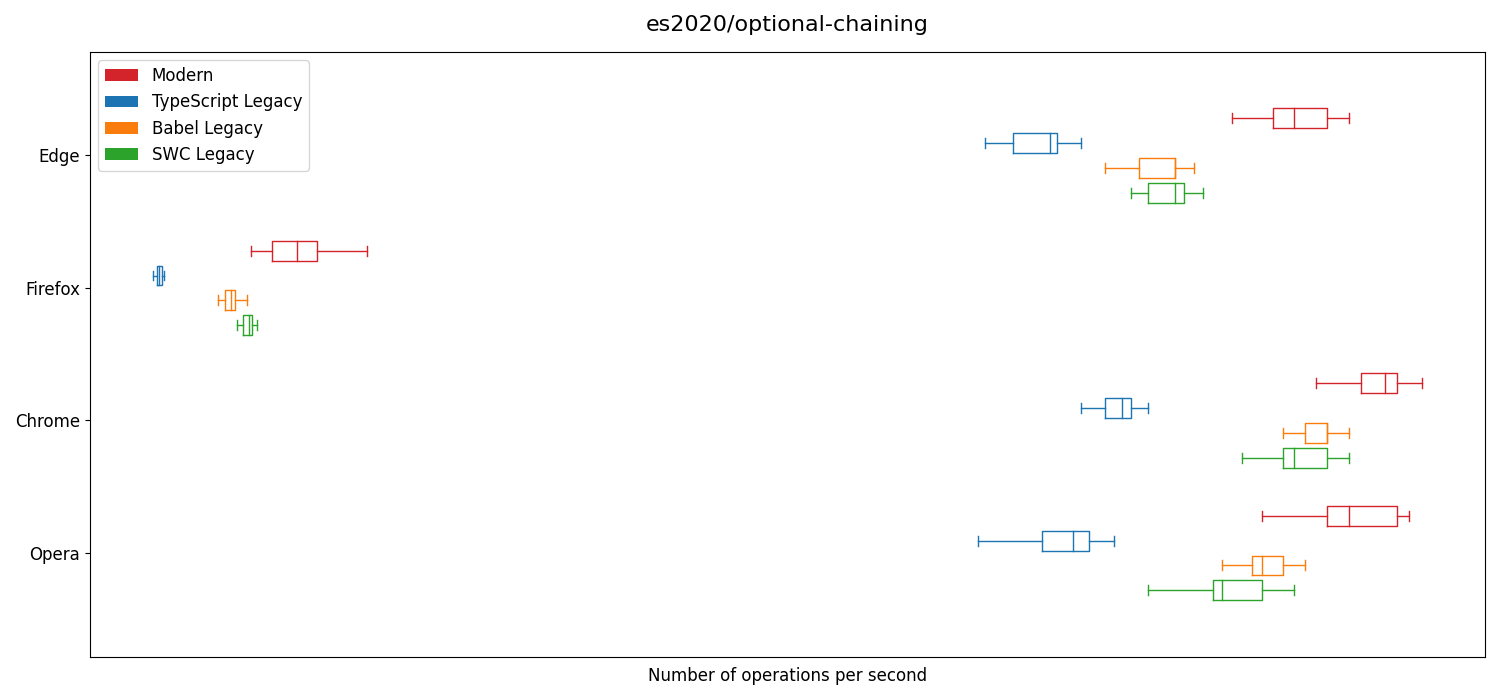 es2020/optional-chaining
Modern
TypeScript Legacy
Babel Legacy
SWC Legacy
Edge
Firefox
Chrome
Opera
Number of operations per second